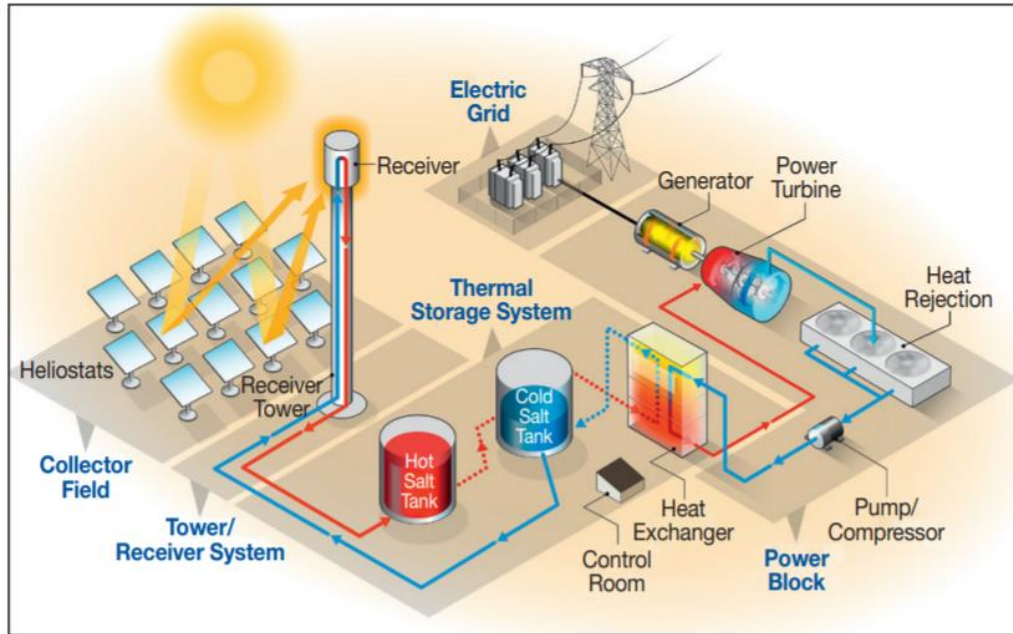 Electric
Grid
Receiver
Generator
Power
Turbine
Heat
Rejection
Thermal
Storage System
Heliostats
Receiver
Tower
Cold
Salt
Tank
Hot
Salt
Tank
Collector
Field
Tower/
Receiver System
Control
Room
Heat
Exchanger
Pump/
Compressor
Power
Block